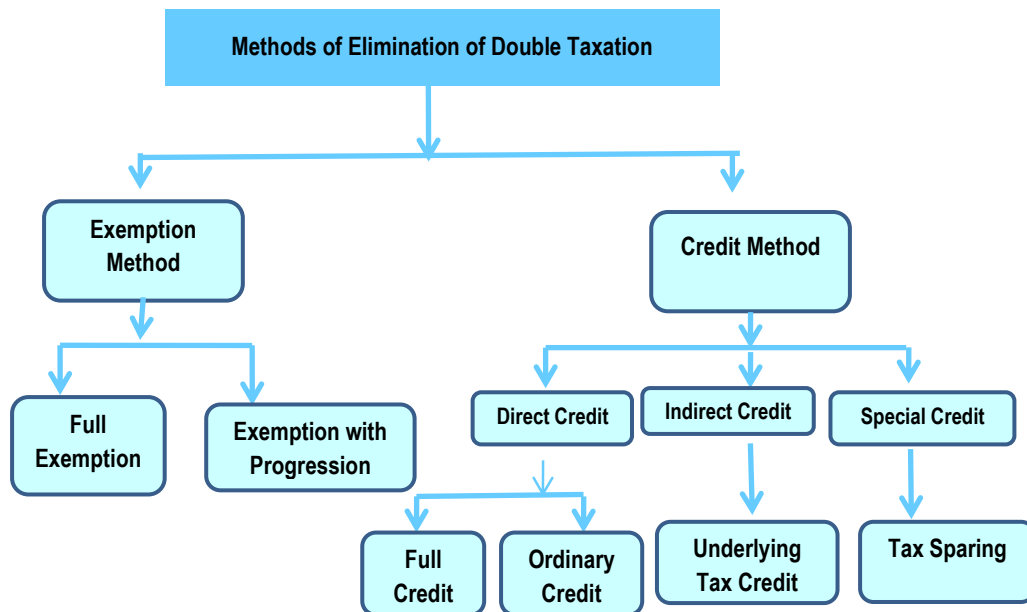 Methods of Elimination of Double Taxation
Exemption
Method
Credit Method
Full
Exemption
Exemption with
Progression
Direct Credit
Indirect Credit
Special Credit
Full
Credit
Ordinary
Credit
Underlying
Tax Credit
Tax Sparing